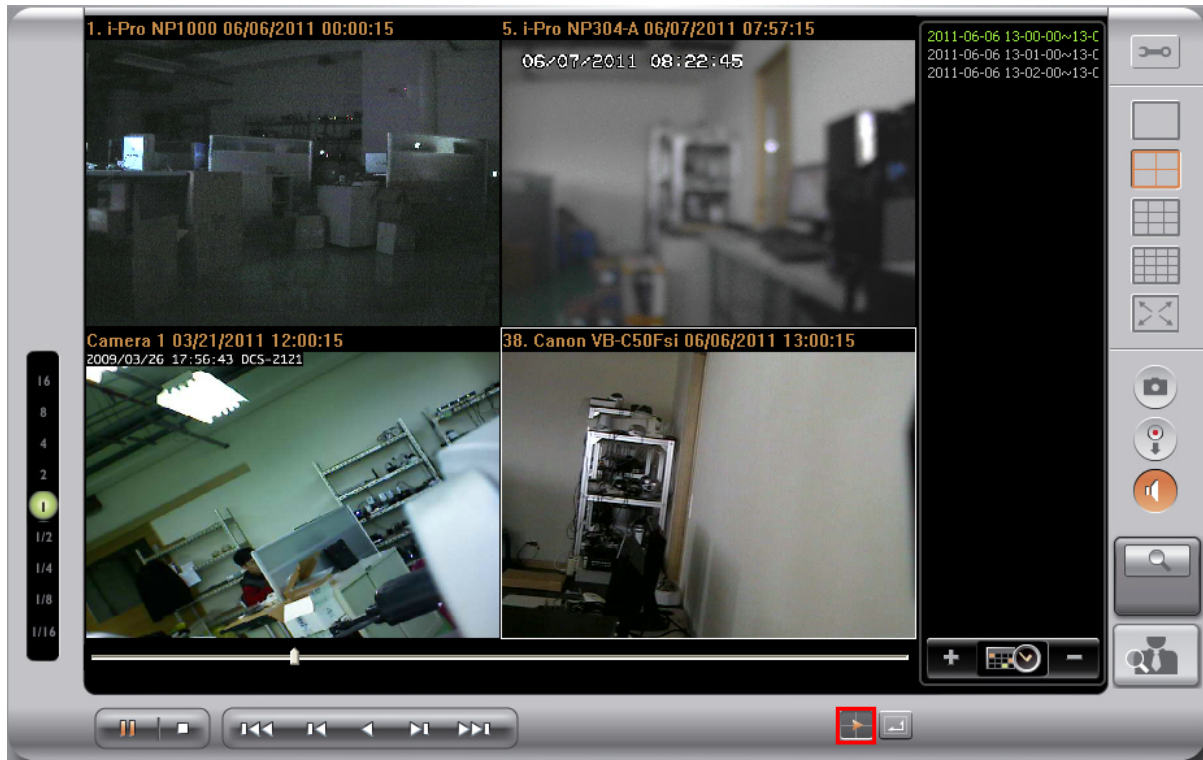 1. i-Pro NP1000 06/06/2011 00:00:15
5. i-Pro NP304-A 06/07/2011 07:57:15
06/07/2011 08:22:45
Camera 1 03/21/2011 12:00:15
2009/03/26 17:56:43 DCS-2121
38. Canon VB-C50Fsi 06/06/2011 13:00:15
2011-06-06 13-00-00~13-0
2011-06-06 13-01-00~13-0
2011-06-06 13-02-00~13-0
16
8
4
2
1
1/2
1/4
1/8
1/16